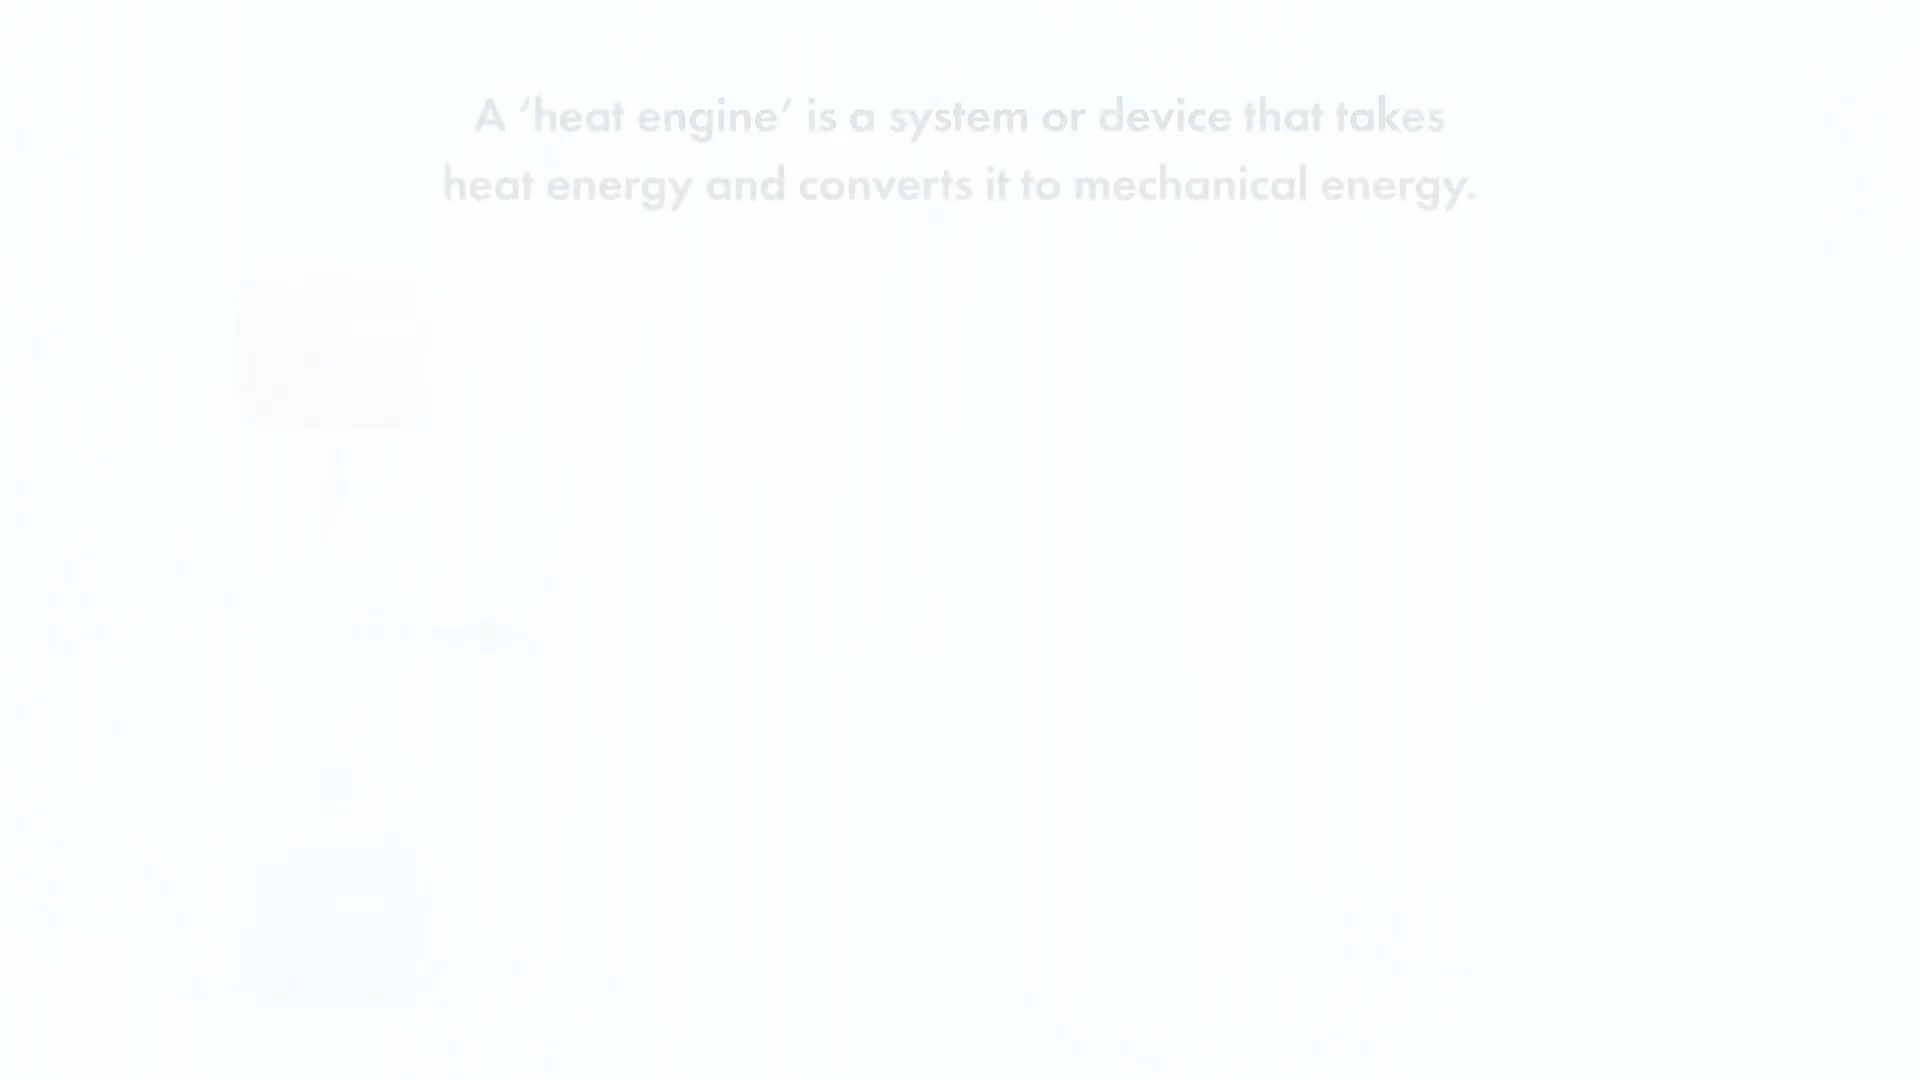 A ‘heat engine’ is a system or device that takes
heat energy and converts it to mechanical energy.